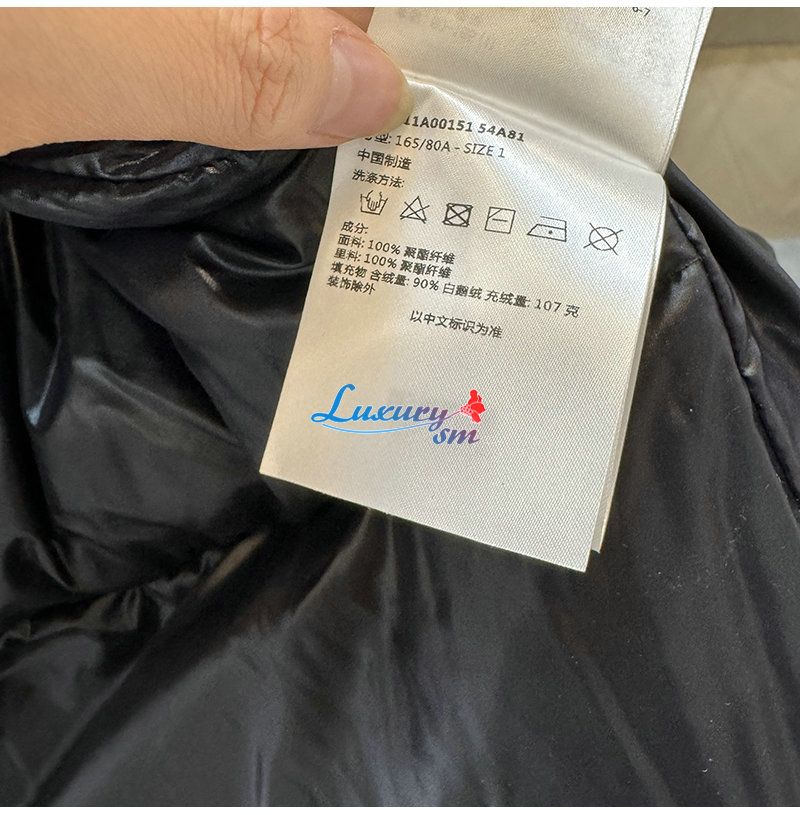 6-7
11A00151 54A81
型: 165/80A - SIZE 1
中国制造
洗涤方法:
成分:
面料: 100% 聚酯纤维
里料: 100% 聚酯纤维
填充物 含绒量: 90% 白鹅绒 充绒量: 107 克
装饰除外
以中文标识为准
Luxury
sm